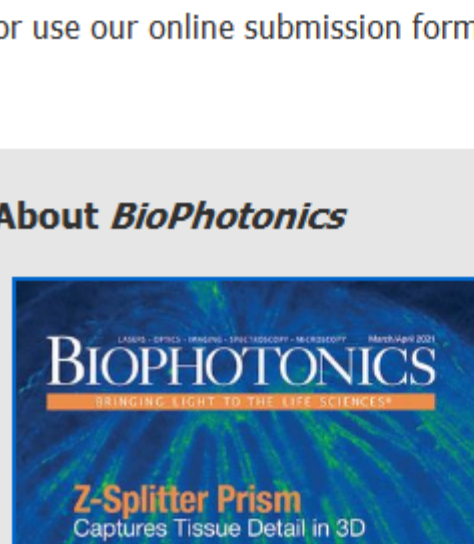 or use our online submission form
About BioPhotonics
LASERS • OPTICS • IMAGING • SPECTROSCOPY • MICROSCOPY
March/April 2021
BIOPHOTONICS
BRINGING LIGHT TO THE LIFE SCIENCES®
Z-Splitter Prism
Captures Tissue Detail in 3D